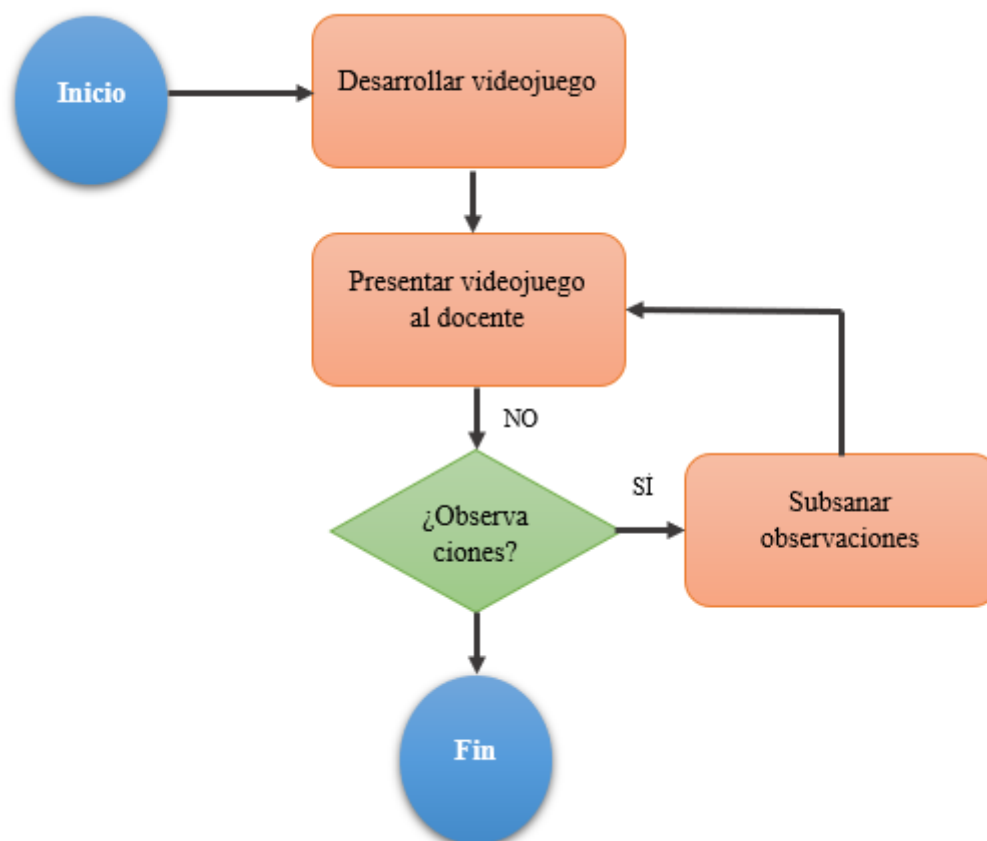 Inicio
Desarrollar videojuego
Presentar videojuego
al docente
NO
¿Observa
ciones?
SÍ
Subsanar
observaciones
Fin